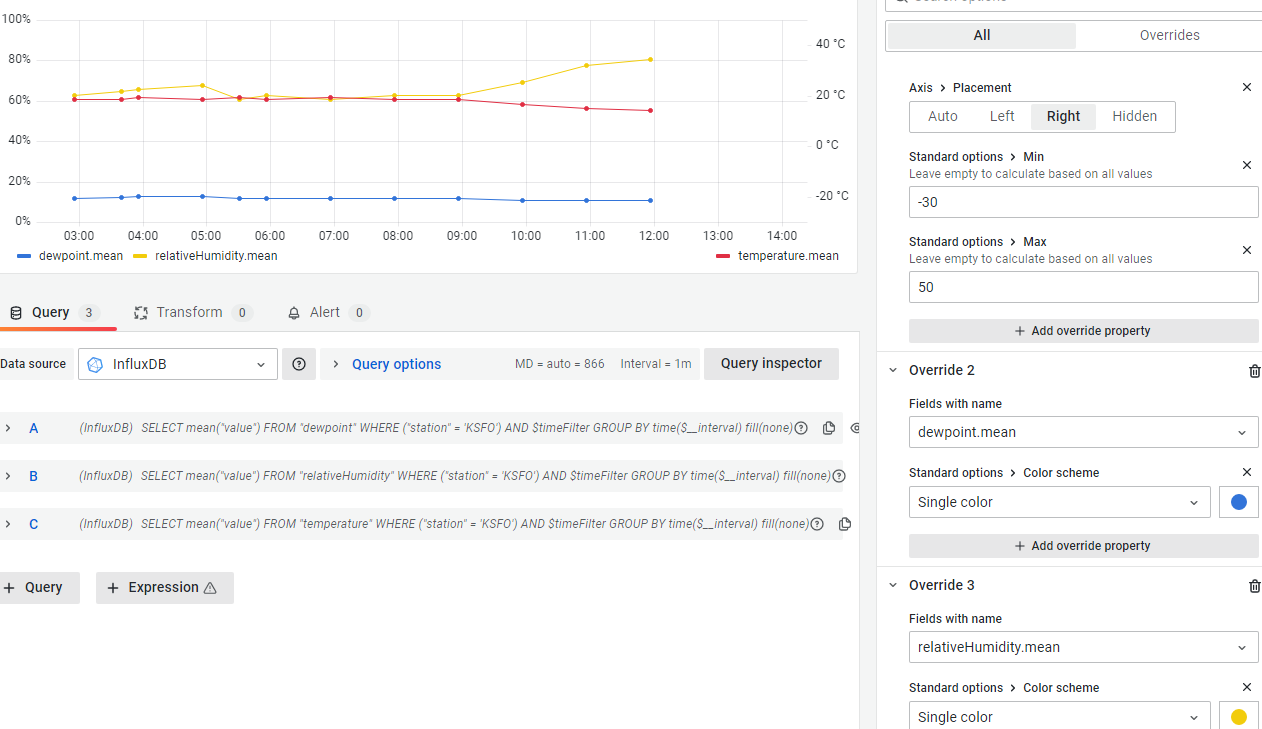 Search options
All
Overrides
100%
80%
60%
40%
20%
0%
40 °C
20 °C
0 °C
-20 °C
03:00 04:00 05:00 06:00 07:00 08:00 09:00 10:00 11:00 12:00 13:00 14:00
dewpoint.mean relativeHumidity.mean temperature.mean
Query 3 Transform 0 Alert 0
Data source InfluxDB Query options MD = auto = 866 Interval = 1m Query inspector
A (InfluxDB) SELECT mean("value") FROM "dewpoint" WHERE ("station" = 'KSFO') AND $timeFilter GROUP BY time($__interval) fill(none)
B (InfluxDB) SELECT mean("value") FROM "relativeHumidity" WHERE ("station" = 'KSFO') AND $timeFilter GROUP BY time($__interval) fill(none)
C (InfluxDB) SELECT mean("value") FROM "temperature" WHERE ("station" = 'KSFO') AND $timeFilter GROUP BY time($__interval) fill(none)
+ Query + Expression
Axis > Placement
Auto Left Right Hidden
Standard options > Min
Leave empty to calculate based on all values
-30
Standard options > Max
Leave empty to calculate based on all values
50
+ Add override property
Override 2
Fields with name
dewpoint.mean
Standard options > Color scheme
Single color
+ Add override property
Override 3
Fields with name
relativeHumidity.mean
Standard options > Color scheme
Single color